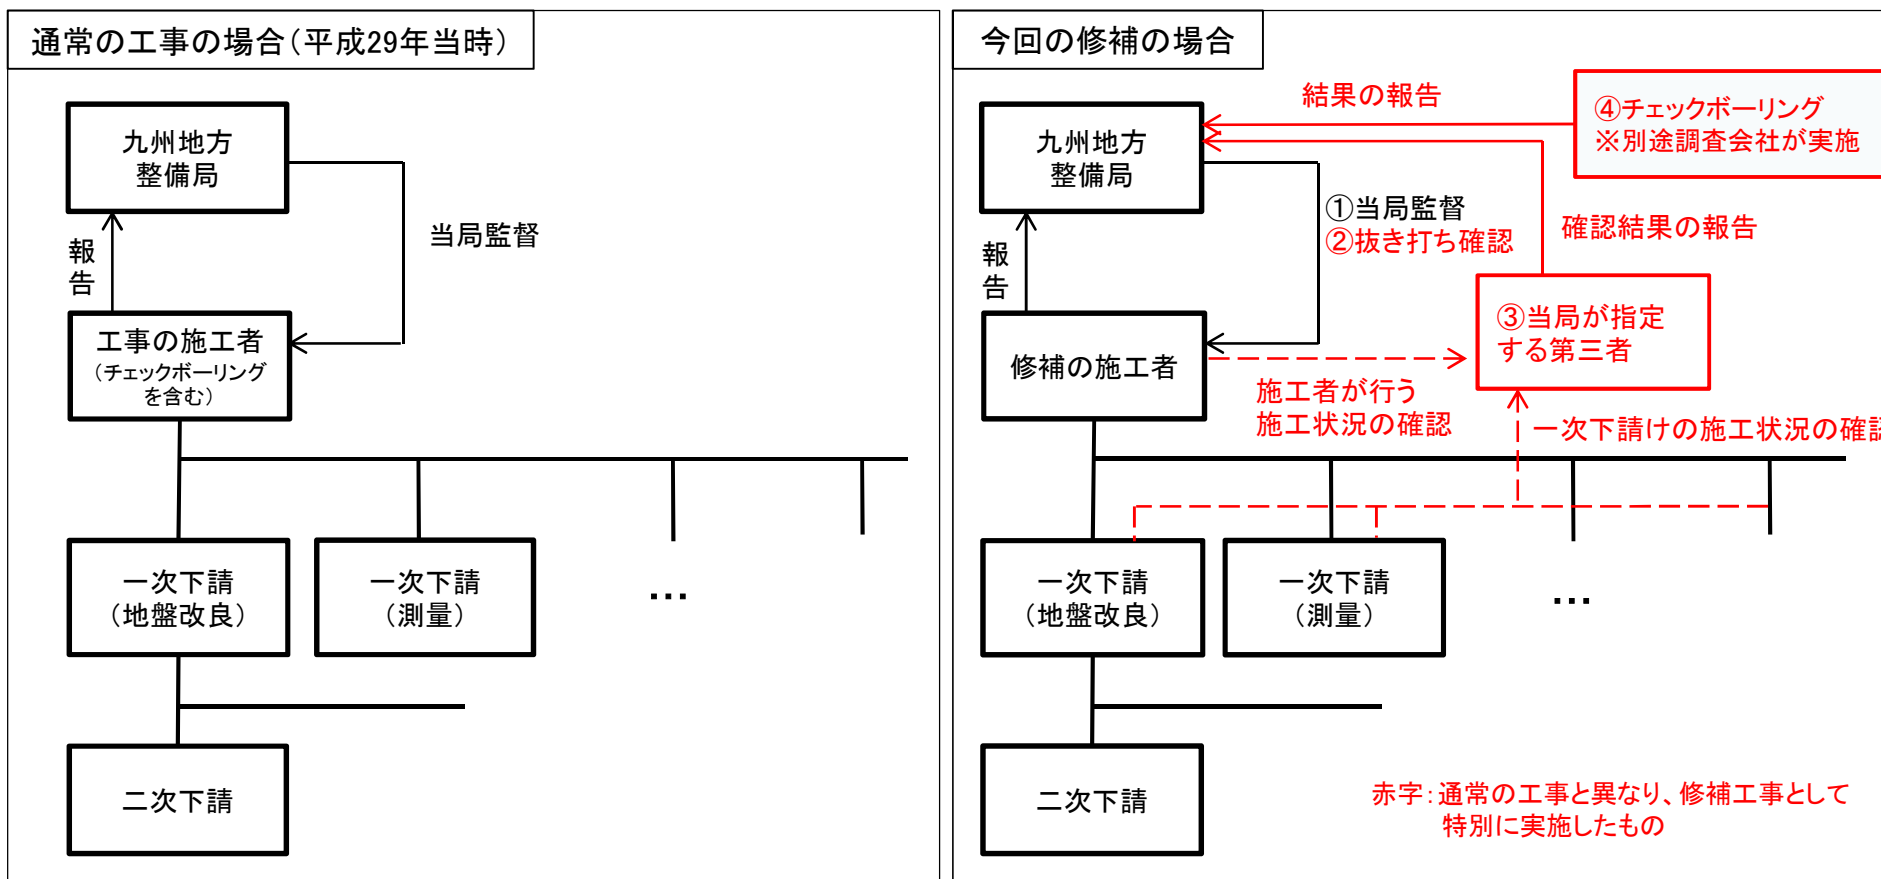 通常の工事の場合(平成29年当時)
九州地方
整備局
報
告
当局監督
工事の施工者
(チェックボーリング
を含む)
一次下請
(地盤改良)
一次下請
(測量)
…
二次下請
今回の修補の場合
九州地方
整備局
結果の報告
④チェックボーリング
※別途調査会社が実施
①当局監督
②抜き打ち確認
確認結果の報告
報
告
③当局が指定
する第三者
修補の施工者
施工者が行う
施工状況の確認
一次下請けの施工状況の確認
一次下請
(地盤改良)
一次下請
(測量)
…
二次下請
赤字:通常の工事と異なり、修補工事として
特別に実施したもの